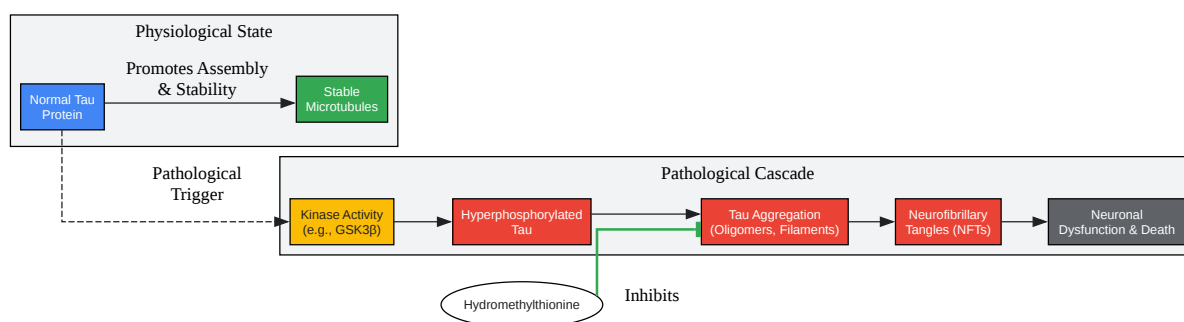 Physiological State
Promotes Assembly
& Stability
Normal Tau
Protein
Stable
Microtubules
Pathological
Trigger
Pathological Cascade
Kinase Activity
(e.g., GSK3β)
Hyperphosphorylated
Tau
Tau Aggregation
(Oligomers, Filaments)
Neurofibrillary
Tangles (NFTs)
Neuronal
Dysfunction & Death
Hydromethylthionine
Inhibits